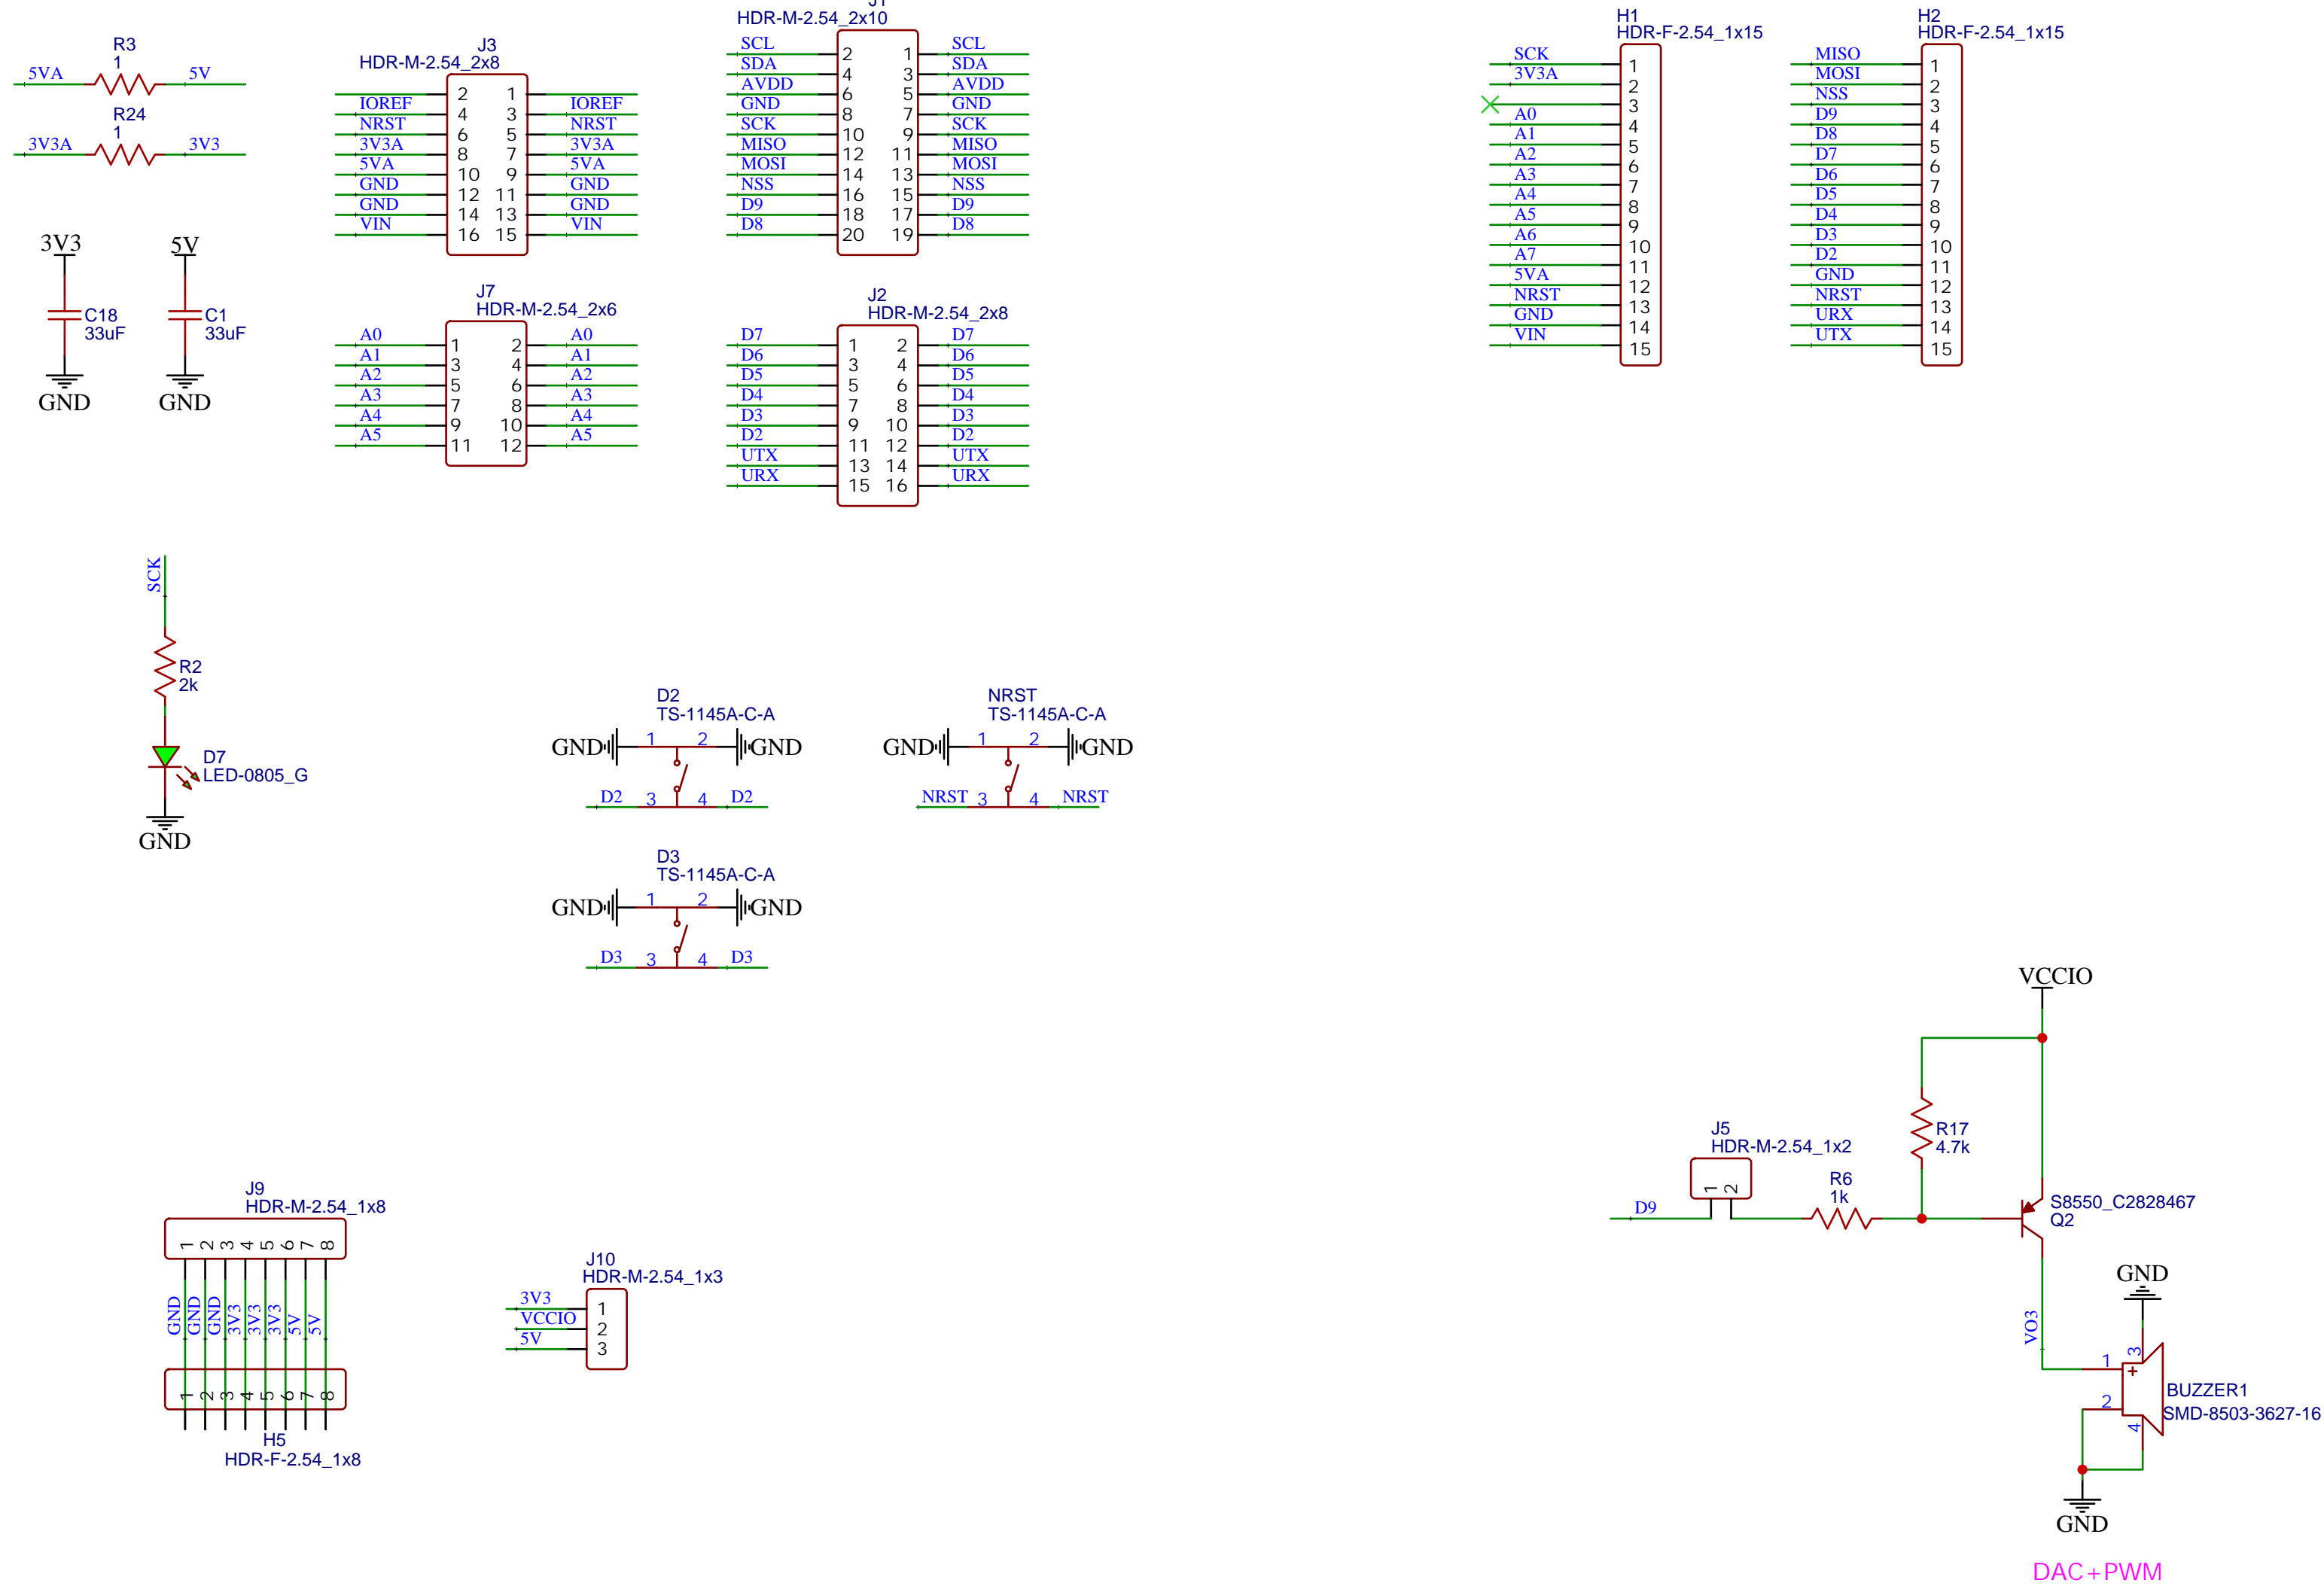 R3
1
5VA 5V
R24
1
3V3A 3V3
3V3
C18
33uF
GND
5V
C1
33uF
GND
J3
HDR-M-2.54_2x8
2 1
IOREF 4 3 IOREF
NRST 6 5 NRST
3V3A 8 7 3V3A
5VA 10 9 5VA
GND 12 11 GND
GND 14 13 GND
VIN 16 15 VIN
J1
HDR-M-2.54_2x10
SCL 2 1 SCL
SDA 4 3 SDA
AVDD 6 5 AVDD
GND 8 7 GND
SCK 10 9 SCK
MISO 12 11 MISO
MOSI 14 13 MOSI
NSS 16 15 NSS
D9 18 17 D9
D8 20 19 D8
J7
HDR-M-2.54_2x6
A0 1 2 A0
A1 3 4 A1
A2 5 6 A2
A3 7 8 A3
A4 9 10 A4
A5 11 12 A5
J2
HDR-M-2.54_2x8
D7 1 2 D7
D6 3 4 D6
D5 5 6 D5
D4 7 8 D4
D3 9 10 D3
D2 11 12 D2
UTX 13 14 UTX
URX 15 16 URX
H1
HDR-F-2.54_1x15
SCK 1
3V3A 2
3
A0 4
A1 5
A2 6
A3 7
A4 8
A5 9
A6 10
A7 11
5VA 12
NRST 13
GND 14
VIN 15
H2
HDR-F-2.54_1x15
MISO 1
MOSI 2
NSS 3
D9 4
D8 5
D7 6
D6 7
D5 8
D4 9
D3 10
D2 11
GND 12
NRST 13
URX 14
UTX 15
SCK
R2
2k
D7
LED-0805_G
GND
D2
TS-1145A-C-A
GND 1 2 GND
D2 3 4 D2
NRST
TS-1145A-C-A
GND 1 2 GND
NRST 3 4 NRST
D3
TS-1145A-C-A
GND 1 2 GND
D3 3 4 D3
J9
HDR-M-2.54_1x8
1 2 3 4 5 6 7 8
GND GND GND 3V3 3V3 3V3 5V 5V
1 2 3 4 5 6 7 8
H5
HDR-F-2.54_1x8
J10
HDR-M-2.54_1x3
3V3 1
VCCIO 2
5V 3
VCCIO
R17
4.7k
J5
HDR-M-2.54_1x2
1 2
D9
R6
1k
S8550_C2828467
Q2
VO3
GND
3
1
+
2
4
BUZZER1
SMD-8503-3627-16
GND
DAC+PWM